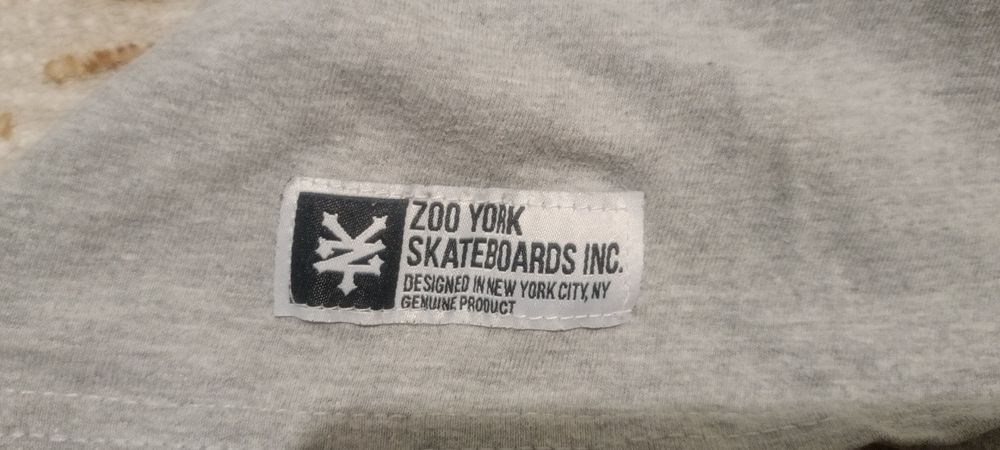 ZOO YORK
SKATEBOARDS INC.
DESIGNED IN NEW YORK CITY, NY
GENUINE PRODUCT